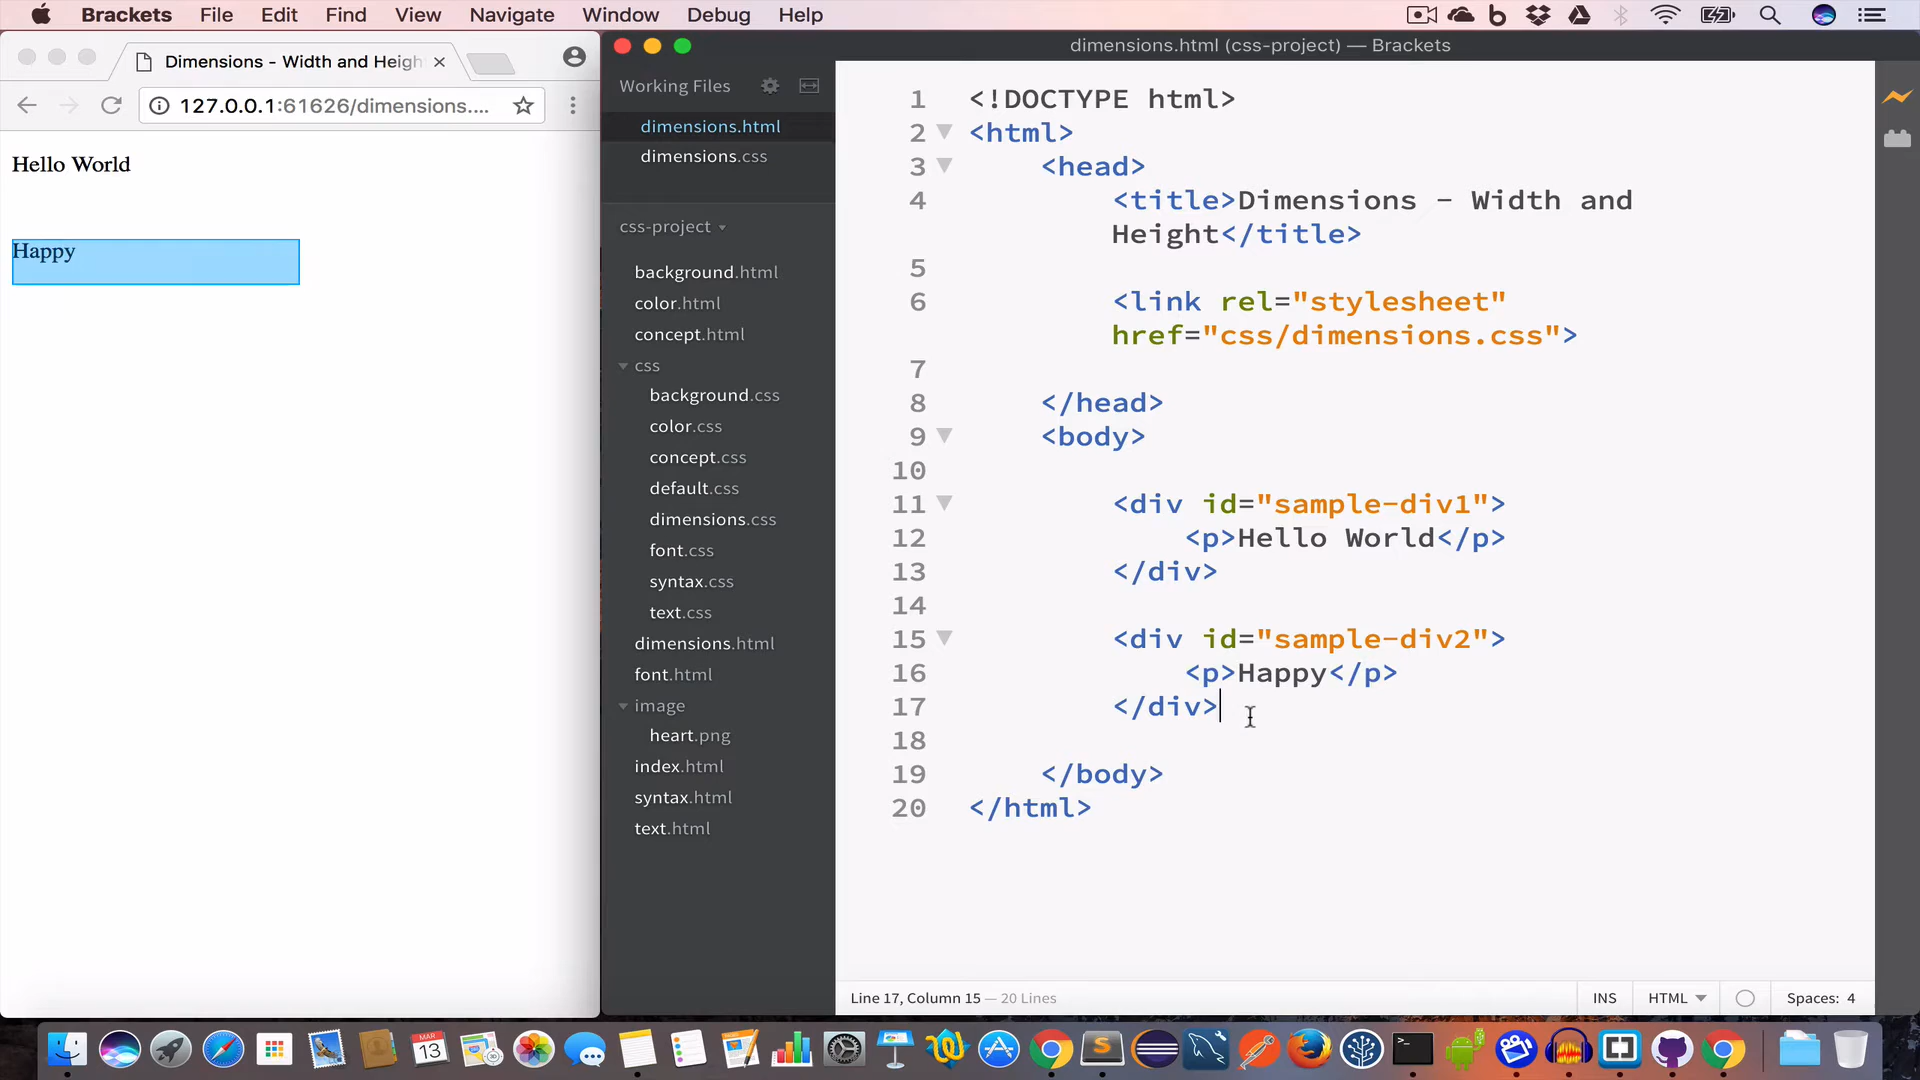 Brackets File Edit Find View Navigate Window Debug Help
dimensions.html (css-project) — Brackets
Dimensions - Width and Heigh
127.0.0.1:61626/dimensions....
Hello World
Happy
Working Files
dimensions.html
dimensions.css
css-project
background.html
color.html
concept.html
css
background.css
color.css
concept.css
default.css
dimensions.css
font.css
syntax.css
text.css
dimensions.html
font.html
image
heart.png
index.html
syntax.html
text.html
1 <!DOCTYPE html>
2 <html>
3 <head>
4 <title>Dimensions - Width and
Height</title>
5
6 <link rel="stylesheet"
href="css/dimensions.css">
7
8 </head>
9 <body>
10
11 <div id="sample-div1">
12 <p>Hello World</p>
13 </div>
14
15 <div id="sample-div2">
16 <p>Happy</p>
17 </div>
18
19 </body>
20 </html>
Line 17, Column 15 — 20 Lines
INS HTML Spaces: 4
MAR
13